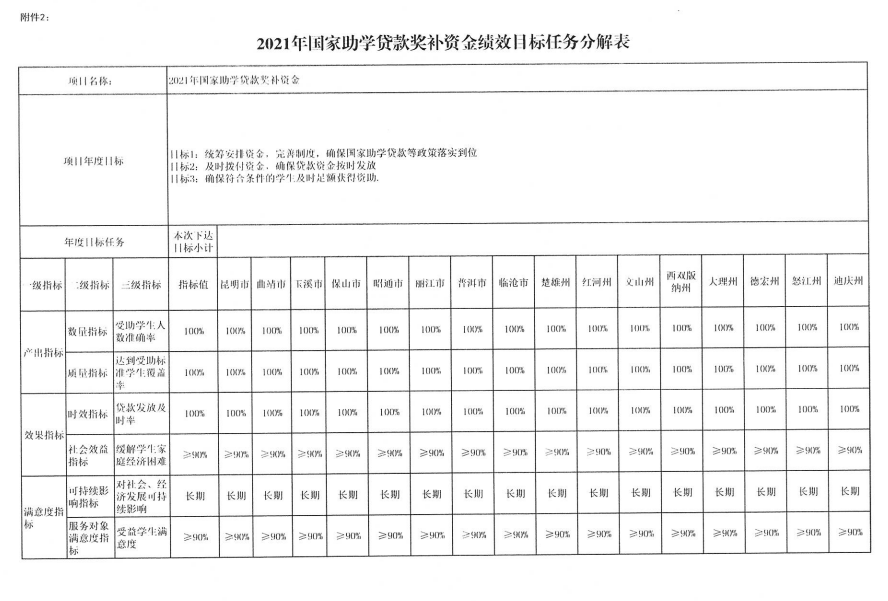 附件2:
2021年国家助学贷款奖补资金绩效目标任务分解表
项目名称: 2021年国家助学贷款奖补资金
项目年度目标
目标1: 统筹安排资金, 完善制度, 确保国家助学贷款等政策落实到位
目标2: 及时拨付资金, 确保贷款资金按时发放
目标3: 确保符合条件的学生及时足额获得资助.
年度目标任务
本次下达
目标小计
一级指标 二级指标 三级指标 指标值 昆明市 曲靖市 玉溪市 保山市 昭通市 丽江市 普洱市 临沧市 楚雄州 红河州 文山州 西双版纳州 大理州 德宏州 怒江州 迪庆州
产出指标
数量指标 受助学生人数准确率 100% 100% 100% 100% 100% 100% 100% 100% 100% 100% 100% 100% 100% 100% 100% 100% 100%
质量指标 达到受助标准学生覆盖率 100% 100% 100% 100% 100% 100% 100% 100% 100% 100% 100% 100% 100% 100% 100% 100% 100%
效果指标
时效指标 贷款发放及时率 100% 100% 100% 100% 100% 100% 100% 100% 100% 100% 100% 100% 100% 100% 100% 100% 100%
社会效益指标 缓解学生家庭经济困难 ≥90% ≥90% ≥90% ≥90% ≥90% ≥90% ≥90% ≥90% ≥90% ≥90% ≥90% ≥90% ≥90% ≥90% ≥90% ≥90% ≥90%
满意度指标
可持续影响指标 对社会、经济发展可持续影响 长期 长期 长期 长期 长期 长期 长期 长期 长期 长期 长期 长期 长期 长期 长期 长期 长期
服务对象满意度指标 受益学生满意度 ≥90% ≥90% ≥90% ≥90% ≥90% ≥90% ≥90% ≥90% ≥90% ≥90% ≥90% ≥90% ≥90% ≥90% ≥90% ≥90% ≥90%